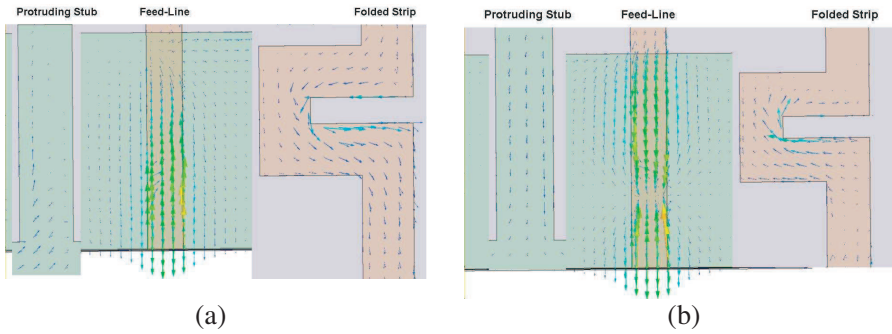 Protruding Stub Feed-Line Folded Strip
Protruding Stub Feed-Line Folded Strip
(a) (b)